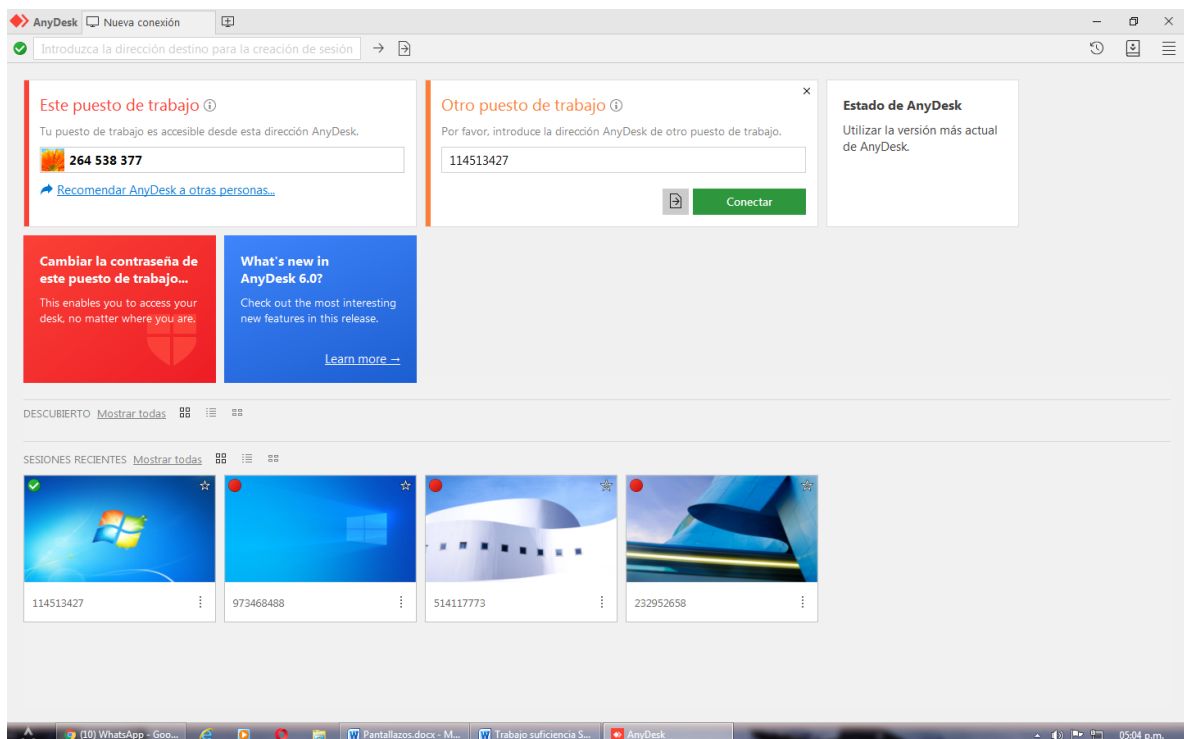 AnyDesk
Nueva conexión
Introduzca la dirección destino para la creación de sesión
Este puesto de trabajo
Tu puesto de trabajo es accesible desde esta dirección AnyDesk.
264 538 377
Recomendar AnyDesk a otras personas...
Otro puesto de trabajo
Por favor, introduce la dirección AnyDesk de otro puesto de trabajo.
114513427
Conectar
Estado de AnyDesk
Utilizar la versión más actual
de AnyDesk.
Cambiar la contraseña de
este puesto de trabajo...
This enables you to access your
desk, no matter where you are.
What's new in
AnyDesk 6.0?
Check out the most interesting
new features in this release.
Learn more →
DESCUBIERTO Mostrar todas
SESIONES RECIENTES Mostrar todas
114513427
973468488
514117773
232952658
(10) WhatsApp - Goo...
Pantallazos.docx - M...
Trabajo suficiencia S...
AnyDesk
05:04 p.m.